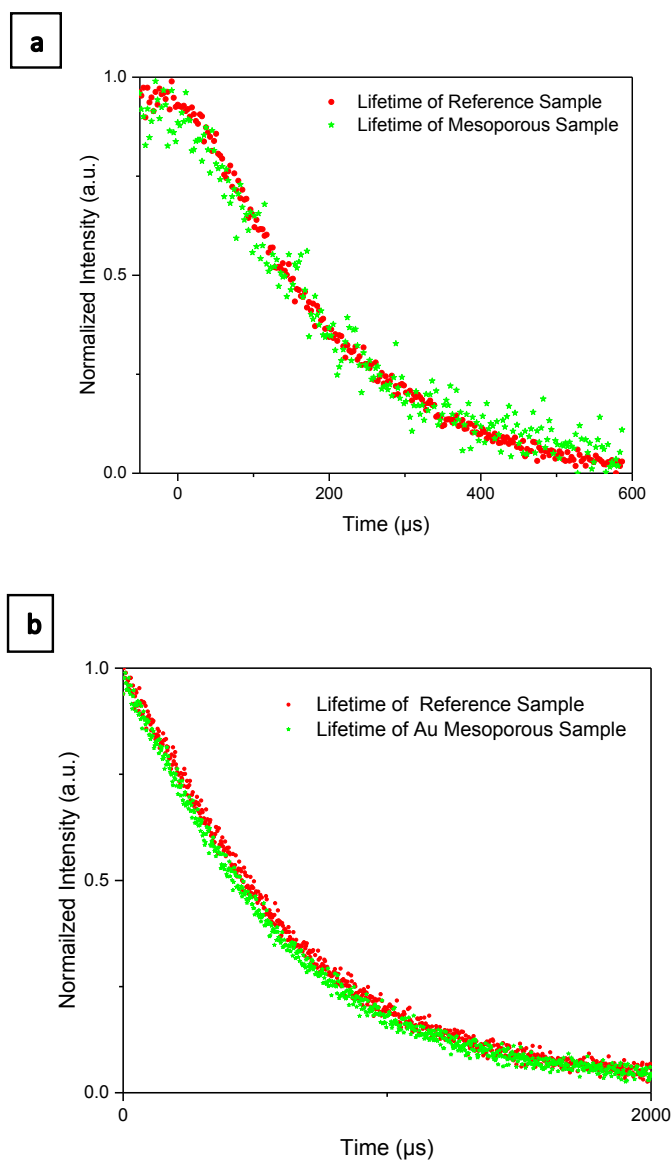 a
1.0
Lifetime of Reference Sample
Lifetime of Mesoporous Sample
Normalized Intensity (a.u.)
0.5
0.0
0 200 400 600
Time (µs)
b
1.0
Lifetime of Reference Sample
Lifetime of Au Mesoporous Sample
Normailzed Intensity (a.u.)
0.5
0.0
0 2000
Time (µs)